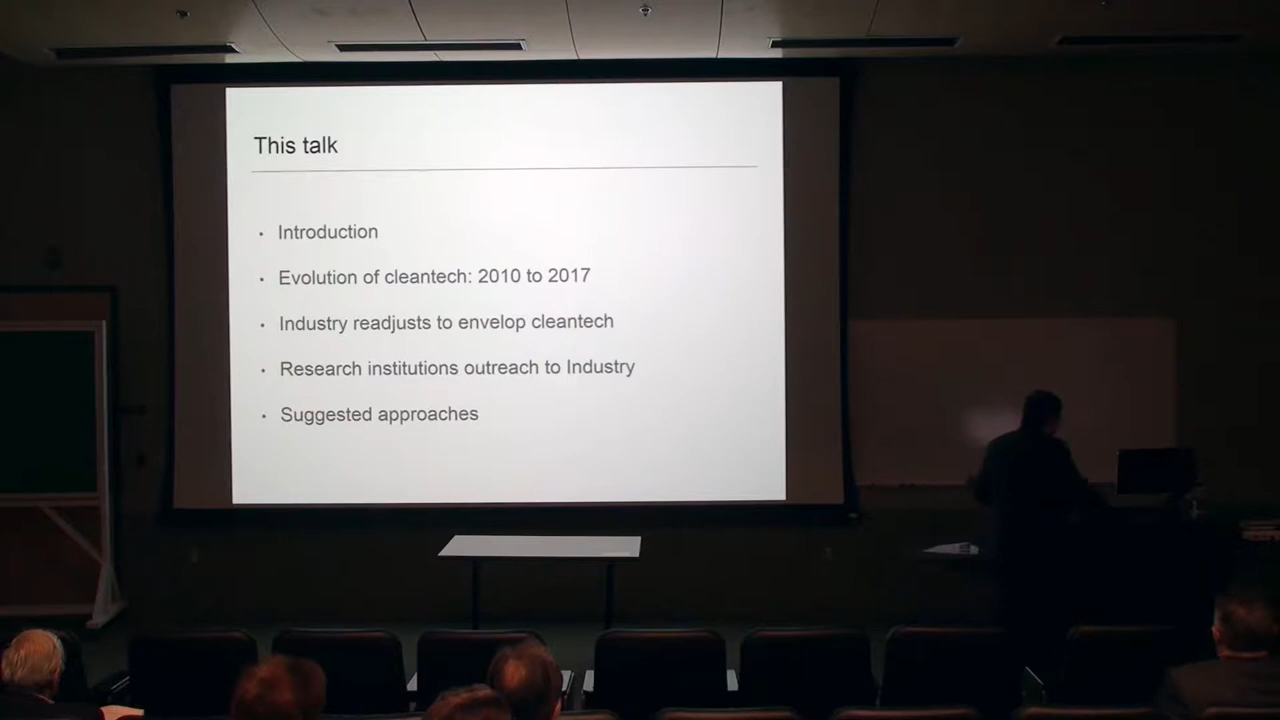 This talk
• Introduction
• Evolution of cleantech: 2010 to 2017
• Industry readjusts to envelop cleantech
• Research institutions outreach to Industry
• Suggested approaches